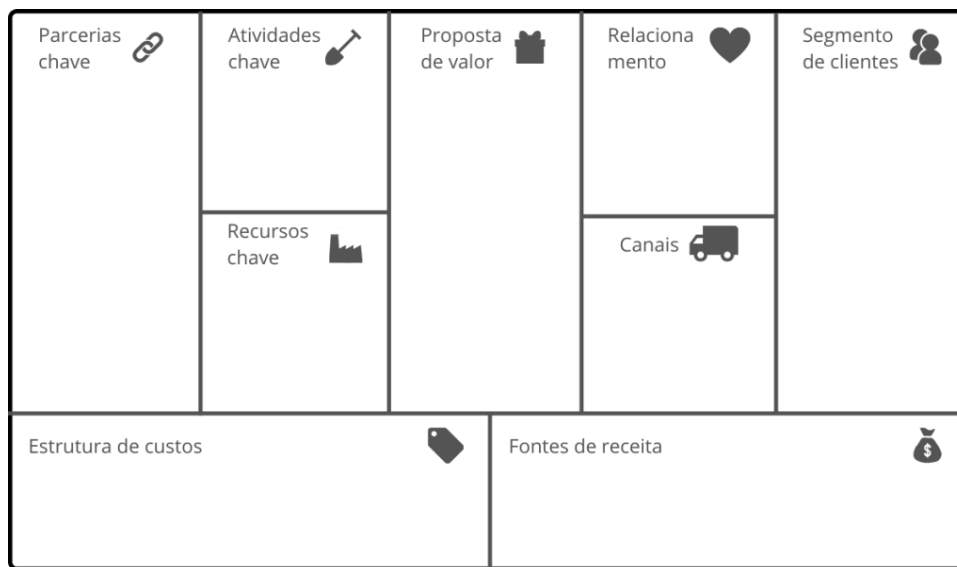 Parcerias
chave
Atividades
chave
Recursos
chave
Proposta
de valor
Relaciona
mento
Canais
Segmento
de clientes
Estrutura de custos
Fontes de receita
$